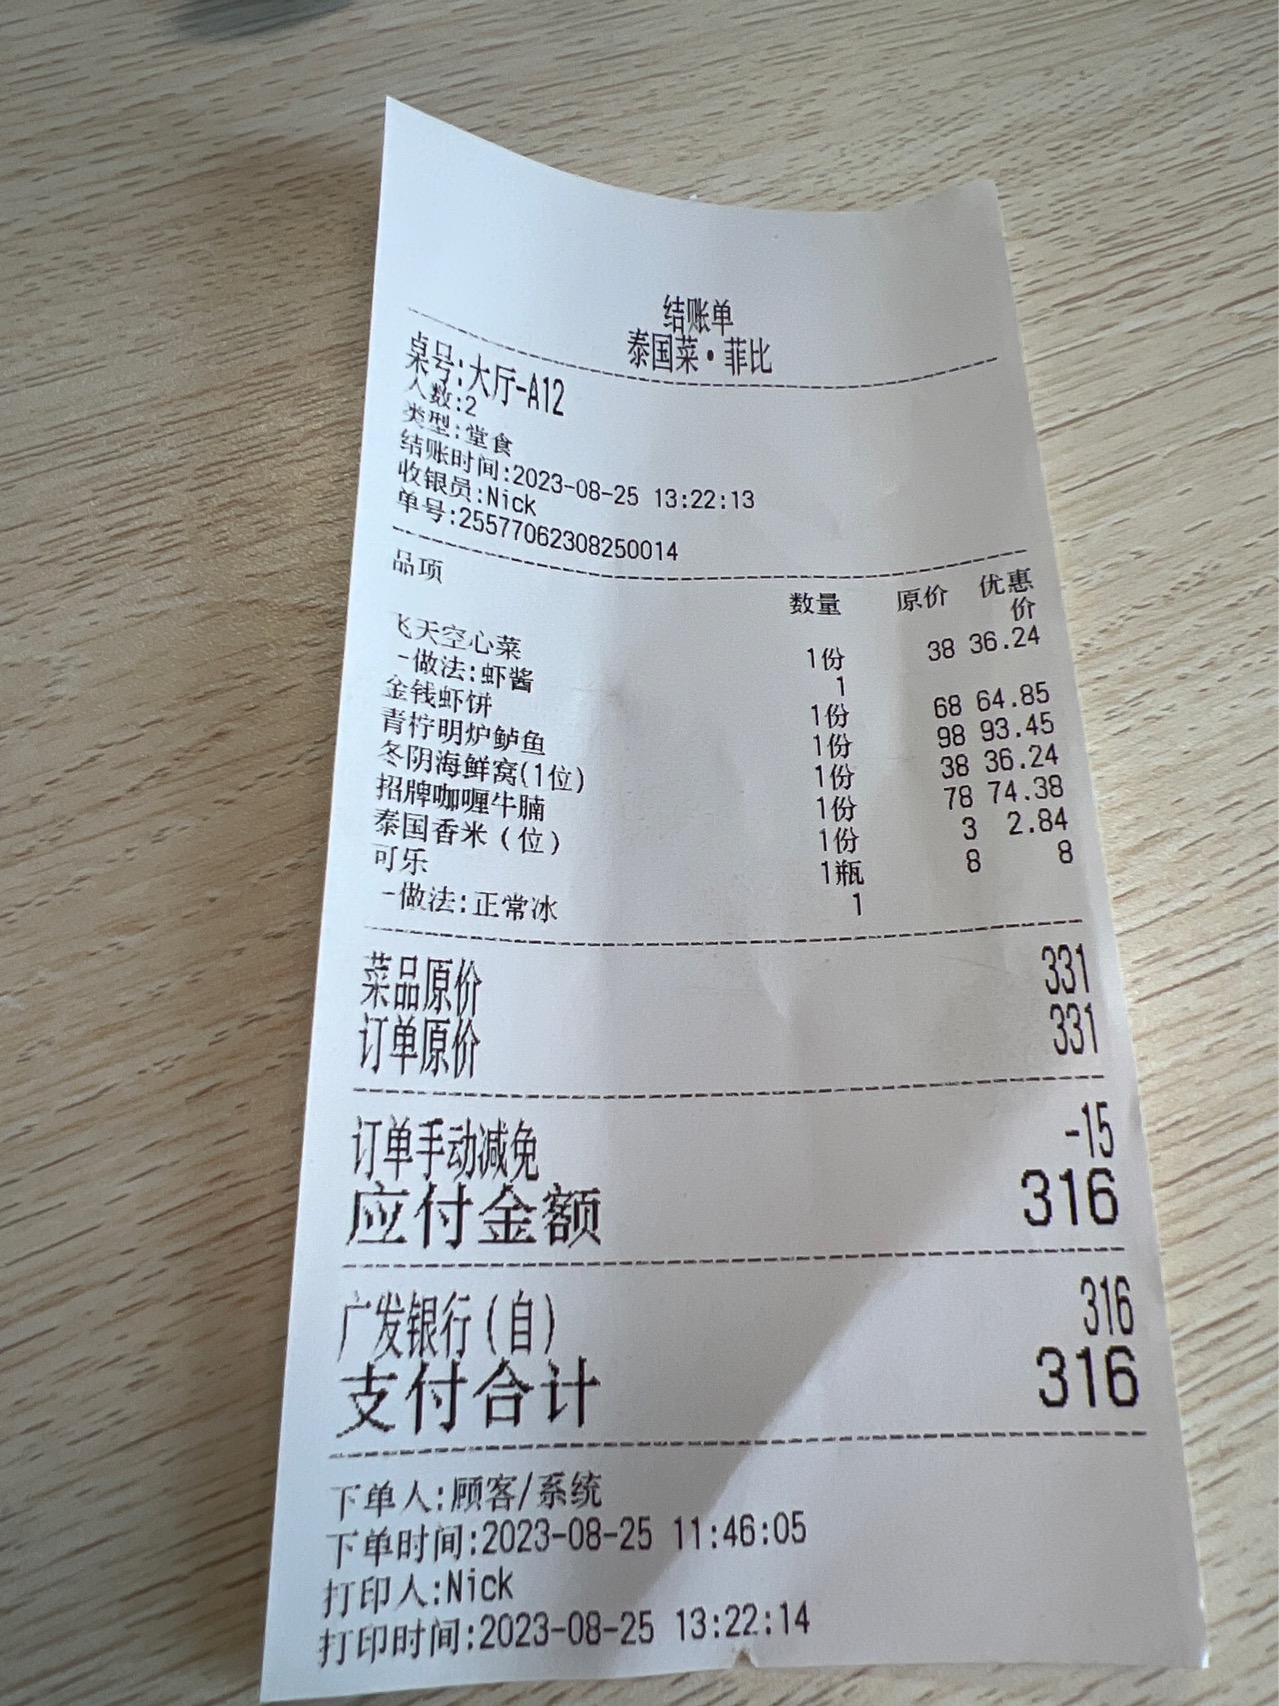 结账单
泰国菜·菲比
桌号:大厅-A12
人数:2
类型:堂食
结账时间:2023-08-25 13:22:13
收银员:Nick
单号:25577062308250014
品项 数量 原价 优惠价
飞天空心菜 1份 38 36.24
-做法:虾酱 1
金钱虾饼 1份 68 64.85
青柠明炉鲈鱼 1份 98 93.45
冬阴海鲜窝(1位) 1份 38 36.24
招牌咖喱牛腩 1份 78 74.38
泰国香米（位） 1份 3 2.84
可乐 1瓶 8 8
-做法:正常冰 1
菜品原价 331
订单原价 331
订单手动减免 -15
应付金额 316
广发银行(自) 316
支付合计 316
下单人:顾客/系统
下单时间:2023-08-25 11:46:05
打印人:Nick
打印时间:2023-08-25 13:22:14